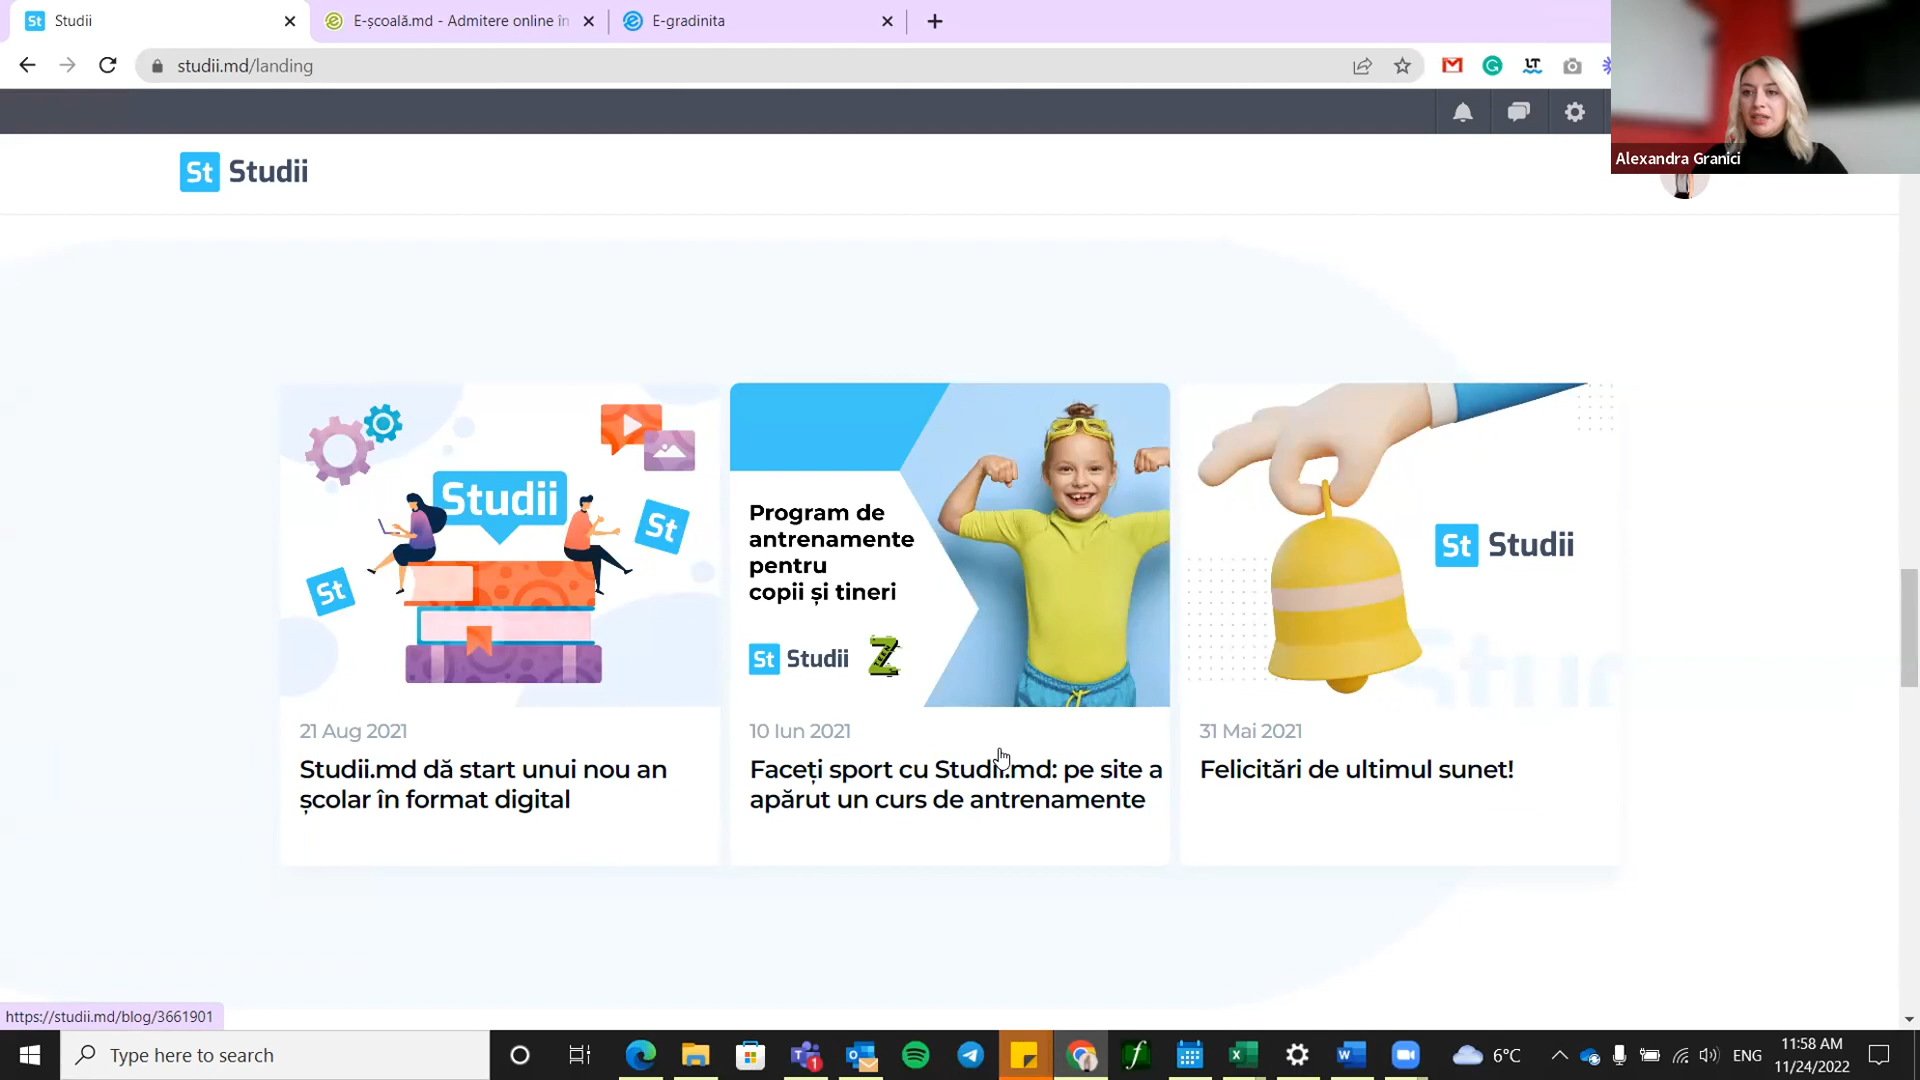 St Studii
E-școală.md - Admitere online în
E-gradinita
studii.md/landing
Alexandra Granici
St Studii
Studii
St
St
Program de
antrenamente
pentru
copii și tineri
St Studii
St Studii
21 Aug 2021
Studii.md dă start unui nou an
școlar în format digital
10 Iun 2021
Faceți sport cu Studii.md: pe site a
apărut un curs de antrenamente
31 Mai 2021
Felicitări de ultimul sunet!
https://studii.md/blog/3661901
Type here to search
6°C
ENG
11:58 AM
11/24/2022